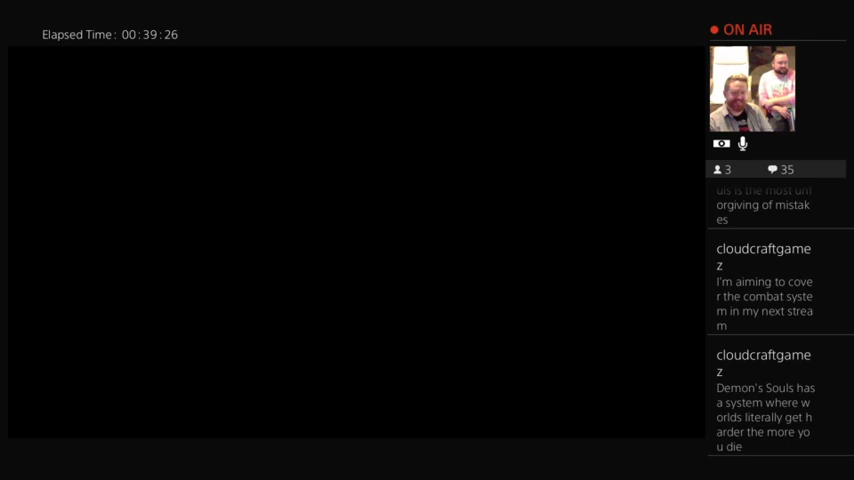 Elapsed Time: 00:39:26
ON AIR
3 35
orgiving of mistak
es
cloudcraftgame
z
I'm aiming to cove
r the combat syste
m in my next strea
m
cloudcraftgame
z
Demon's Souls has
a system where w
orlds literally get h
arder the more yo
u die